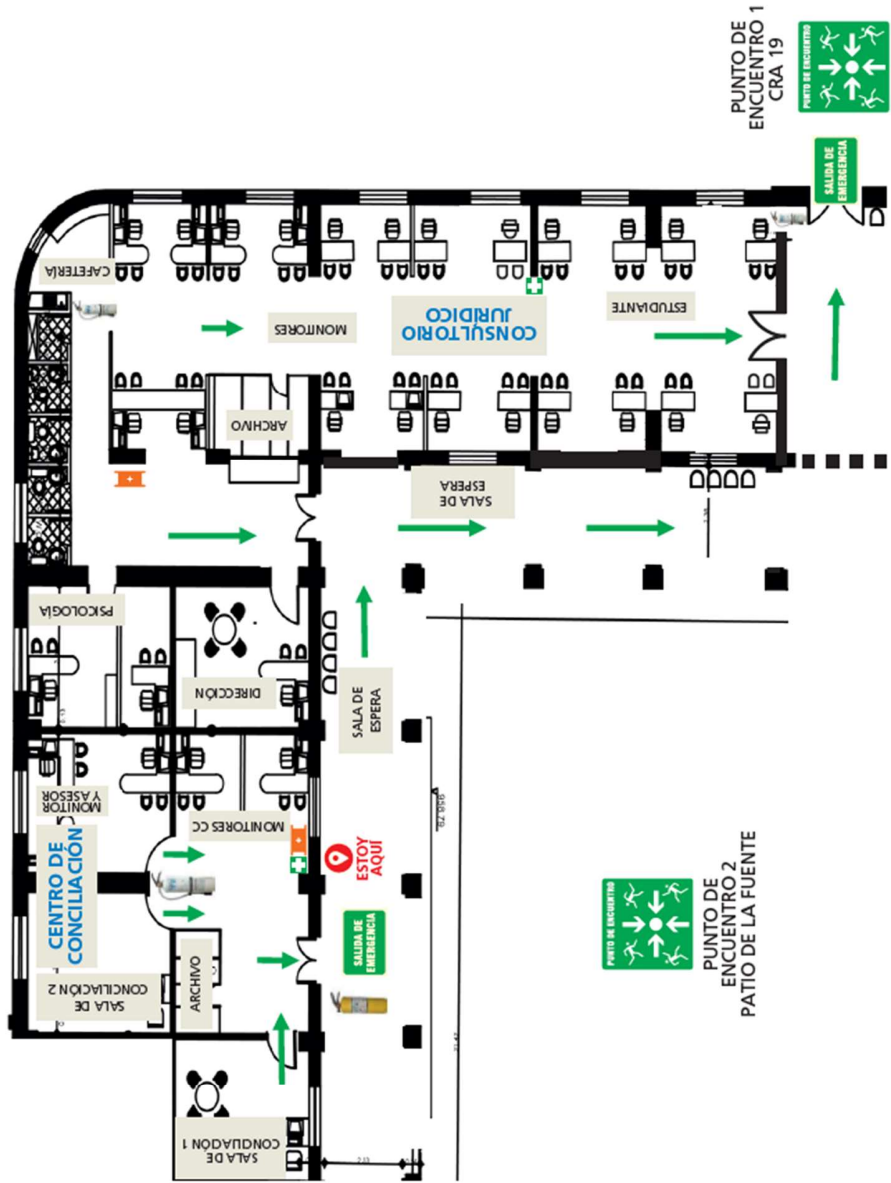 PUNTO DE
ENCUENTRO 1
CRA 19
PUNTO DE ENCUENTRO
SALIDA DE
EMERGENCIA
CAFETERÍA
MONITORES
CONSULTORIO
JURÍDICO
ESTUDIANTE
ARCHIVO
SALA DE
ESPERA
PSICOLOGÍA
DIRECCIÓN
SALA DE
ESPERA
MONITOR
Y ASESOR
CENTRO DE
CONCILIACIÓN
MONITORES CC
ESTOY
AQUÍ
958.79
SALA DE
CONCILIACIÓN 2
ARCHIVO
SALIDA DE
EMERGENCIA
SALA DE
CONCILIACIÓN 1
PUNTO DE ENCUENTRO
PUNTO DE
ENCUENTRO 2
PATIO DE LA FUENTE